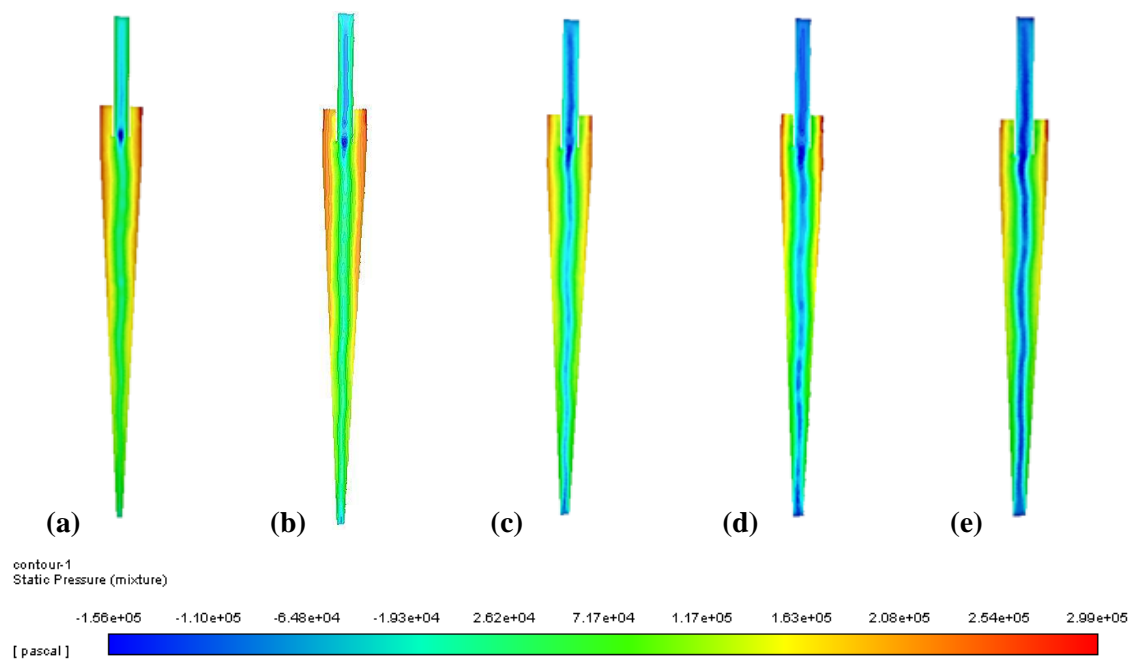 (a) (b) (c) (d) (e)
contour-1
Static Pressure (mixture)
-1.56e+05 -1.10e+05 -6.48e+04 -1.93e+04 2.62e+04 7.17e+04 1.17e+05 1.63e+05 2.08e+05 2.54e+05 2.99e+05
[ pascal ]